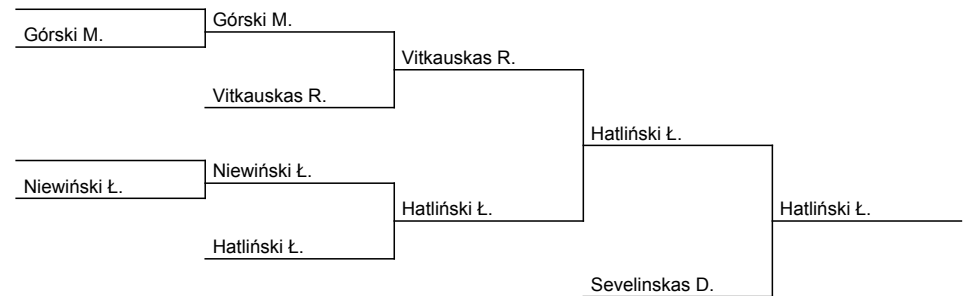 Górski M.
Górski M.
Vitkauskas R.
Vitkauskas R.
Hatliński Ł.
Niewiński Ł.
Niewiński Ł.
Hatliński Ł.
Hatliński Ł.
Hatliński Ł.
Sevelinskas D.